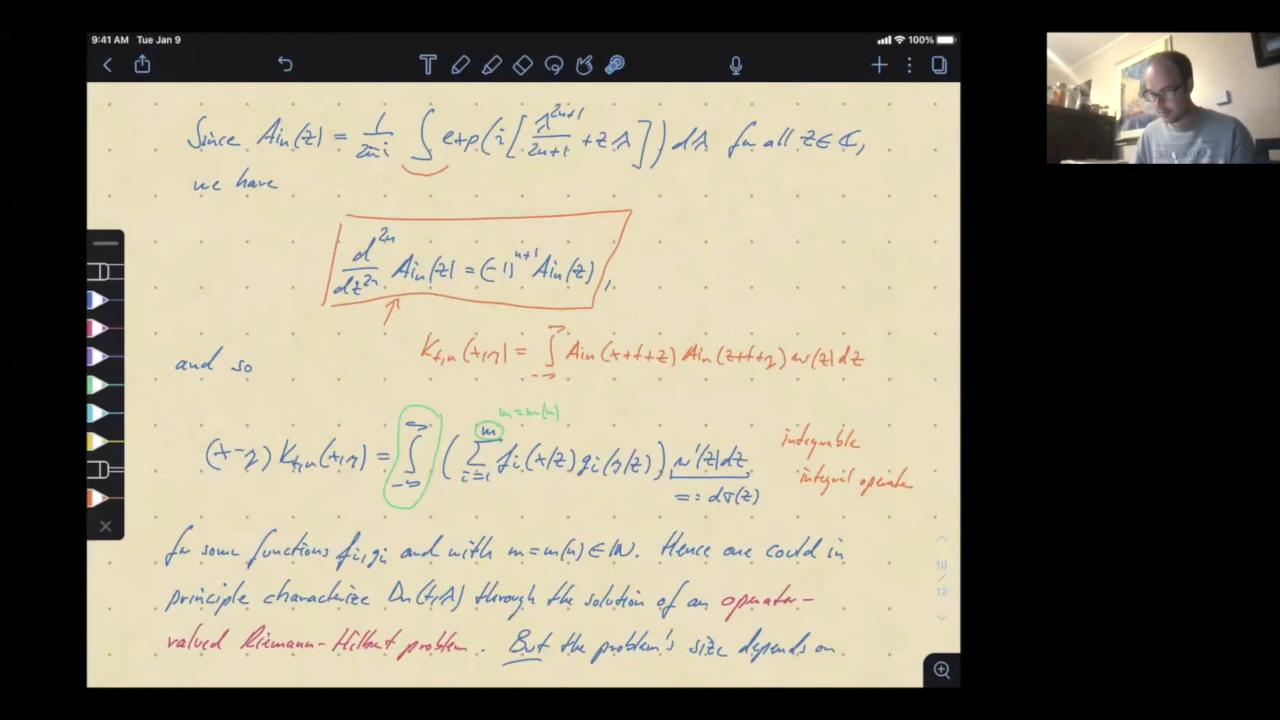 9:41 AM Tue Jan 9
100%
Since Ain(z) = 1/2πi ∫ exp(i[λ^{2n+1}/2n+1 + zλ]) dλ for all z ∈ ℂ,
we have
d^{2n}/dz^{2n} Ain(z) = (-1)^{n+1} Ain(z) z,
K_{t,n}(x,y) = ∫_{-∞}^{∞} Ain(x+t+z) Ain(z+t+y) w(z) dz
and so
m = m(n)
(x-y) K_{t,n}(x,y) = ∫_{-∞}^{∞} ( ∑_{i=1}^{m} f_i(x|z) g_i(y|z) ) w'(z) dz
=: dσ(z)
integrable
integral operator
for some functions f_i, g_i and with m = m(n) ∈ ℕ. Hence one could in
principle characterize D_n(t,λ) through the solution of an operator-
valued Riemann-Hilbert problem. But the problem's size depends on
10
/
12